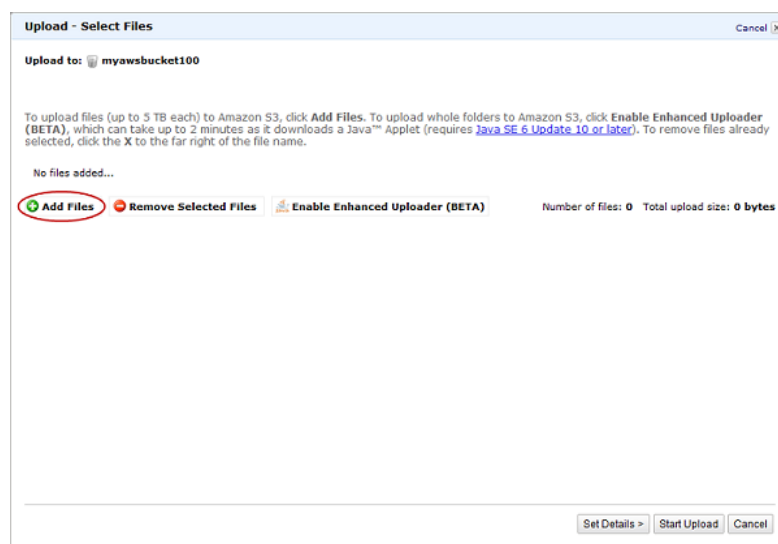 Upload - Select Files
Cancel
Upload to: myawsbucket100
To upload files (up to 5 TB each) to Amazon S3, click Add Files. To upload whole folders to Amazon S3, click Enable Enhanced Uploader
(BETA), which can take up to 2 minutes as it downloads a Java™ Applet (requires Java SE 6 Update 10 or later). To remove files already
selected, click the X to the far right of the file name.
No files added...
Add Files Remove Selected Files Enable Enhanced Uploader (BETA) Number of files: 0 Total upload size: 0 bytes
Set Details > Start Upload Cancel